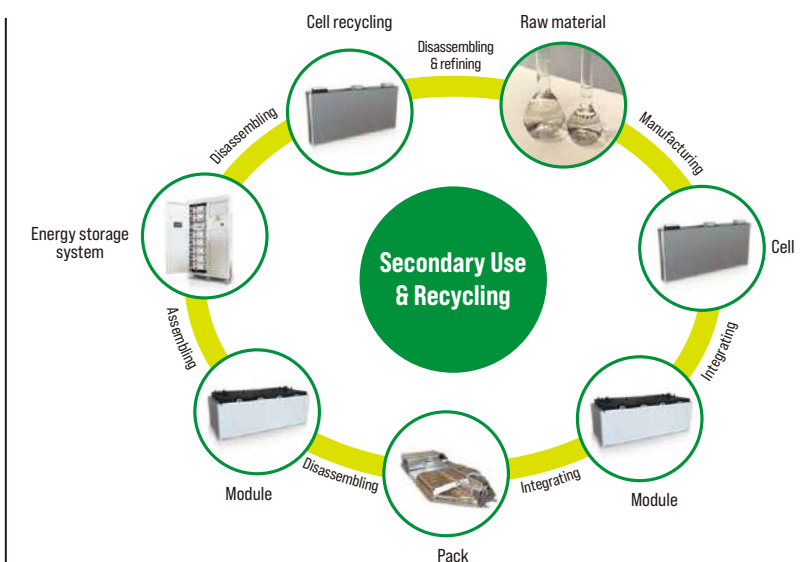 Cell recycling
Disassembling
& refining
Raw material
Manufacturing
Cell
Integrating
Module
Integrating
Pack
Disassembling
Module
Assembling
Energy storage
system
Disassembling
Secondary Use
& Recycling